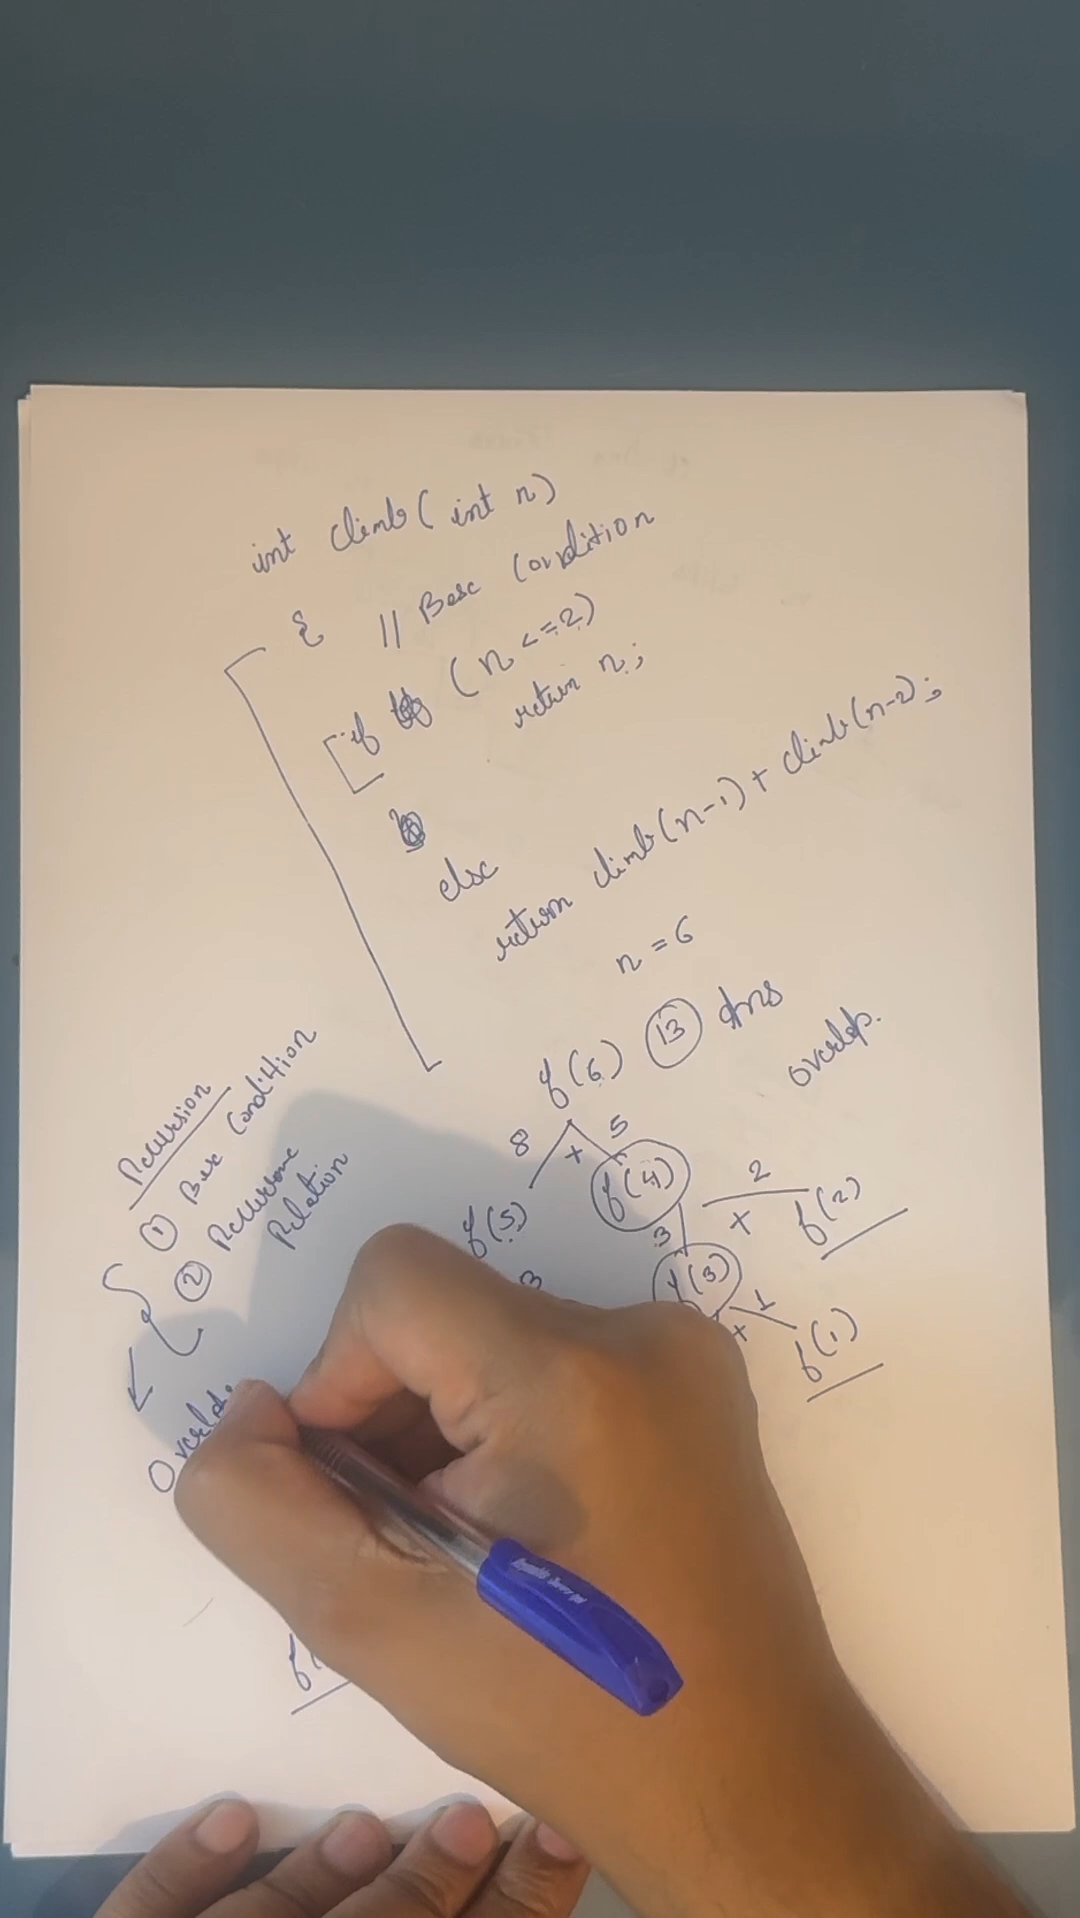 int climb( int n)
{ // Base Condition
if (n <=2)
return n;
else
return climb(n-1) + climb(n-2);
n = 6
f(6) 13 Ans
overlap.
8 + 5
f(5) f(4)
2
+ f(2)
3
3 f(3)
+ 1
f(1)
Recursion
① Base Condition
② Recursive
Relation